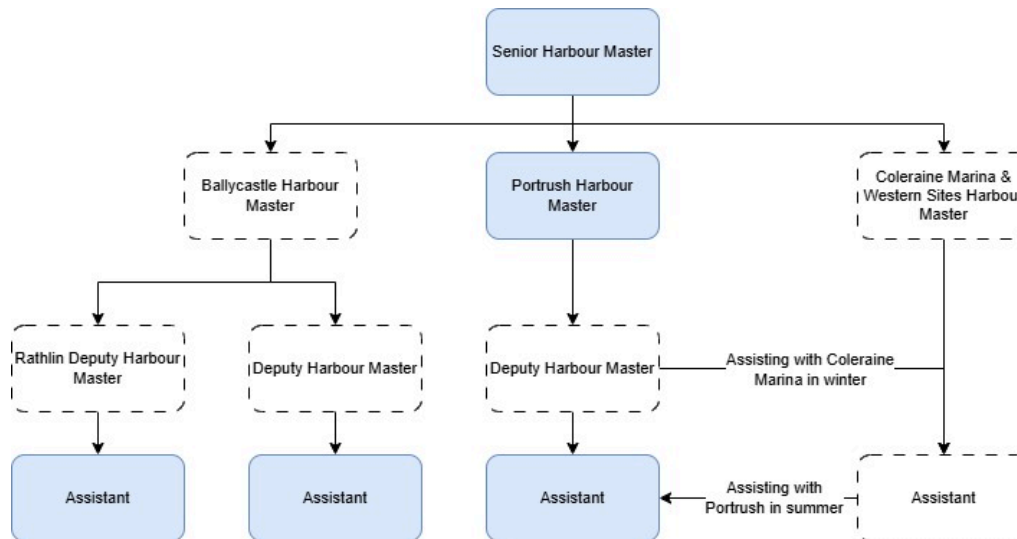 Senior Harbour Master
Ballycastle Harbour
Master
Portrush Harbour
Master
Coleraine Marina &
Western Sites Harbou
Master
Rathlin Deputy Harbour
Master
Deputy Harbour Master
Deputy Harbour Master
Assisting with Coleraine
Marina in winter
Assistant
Assistant
Assistant
Assisting with
Portrush in summer
Assistant